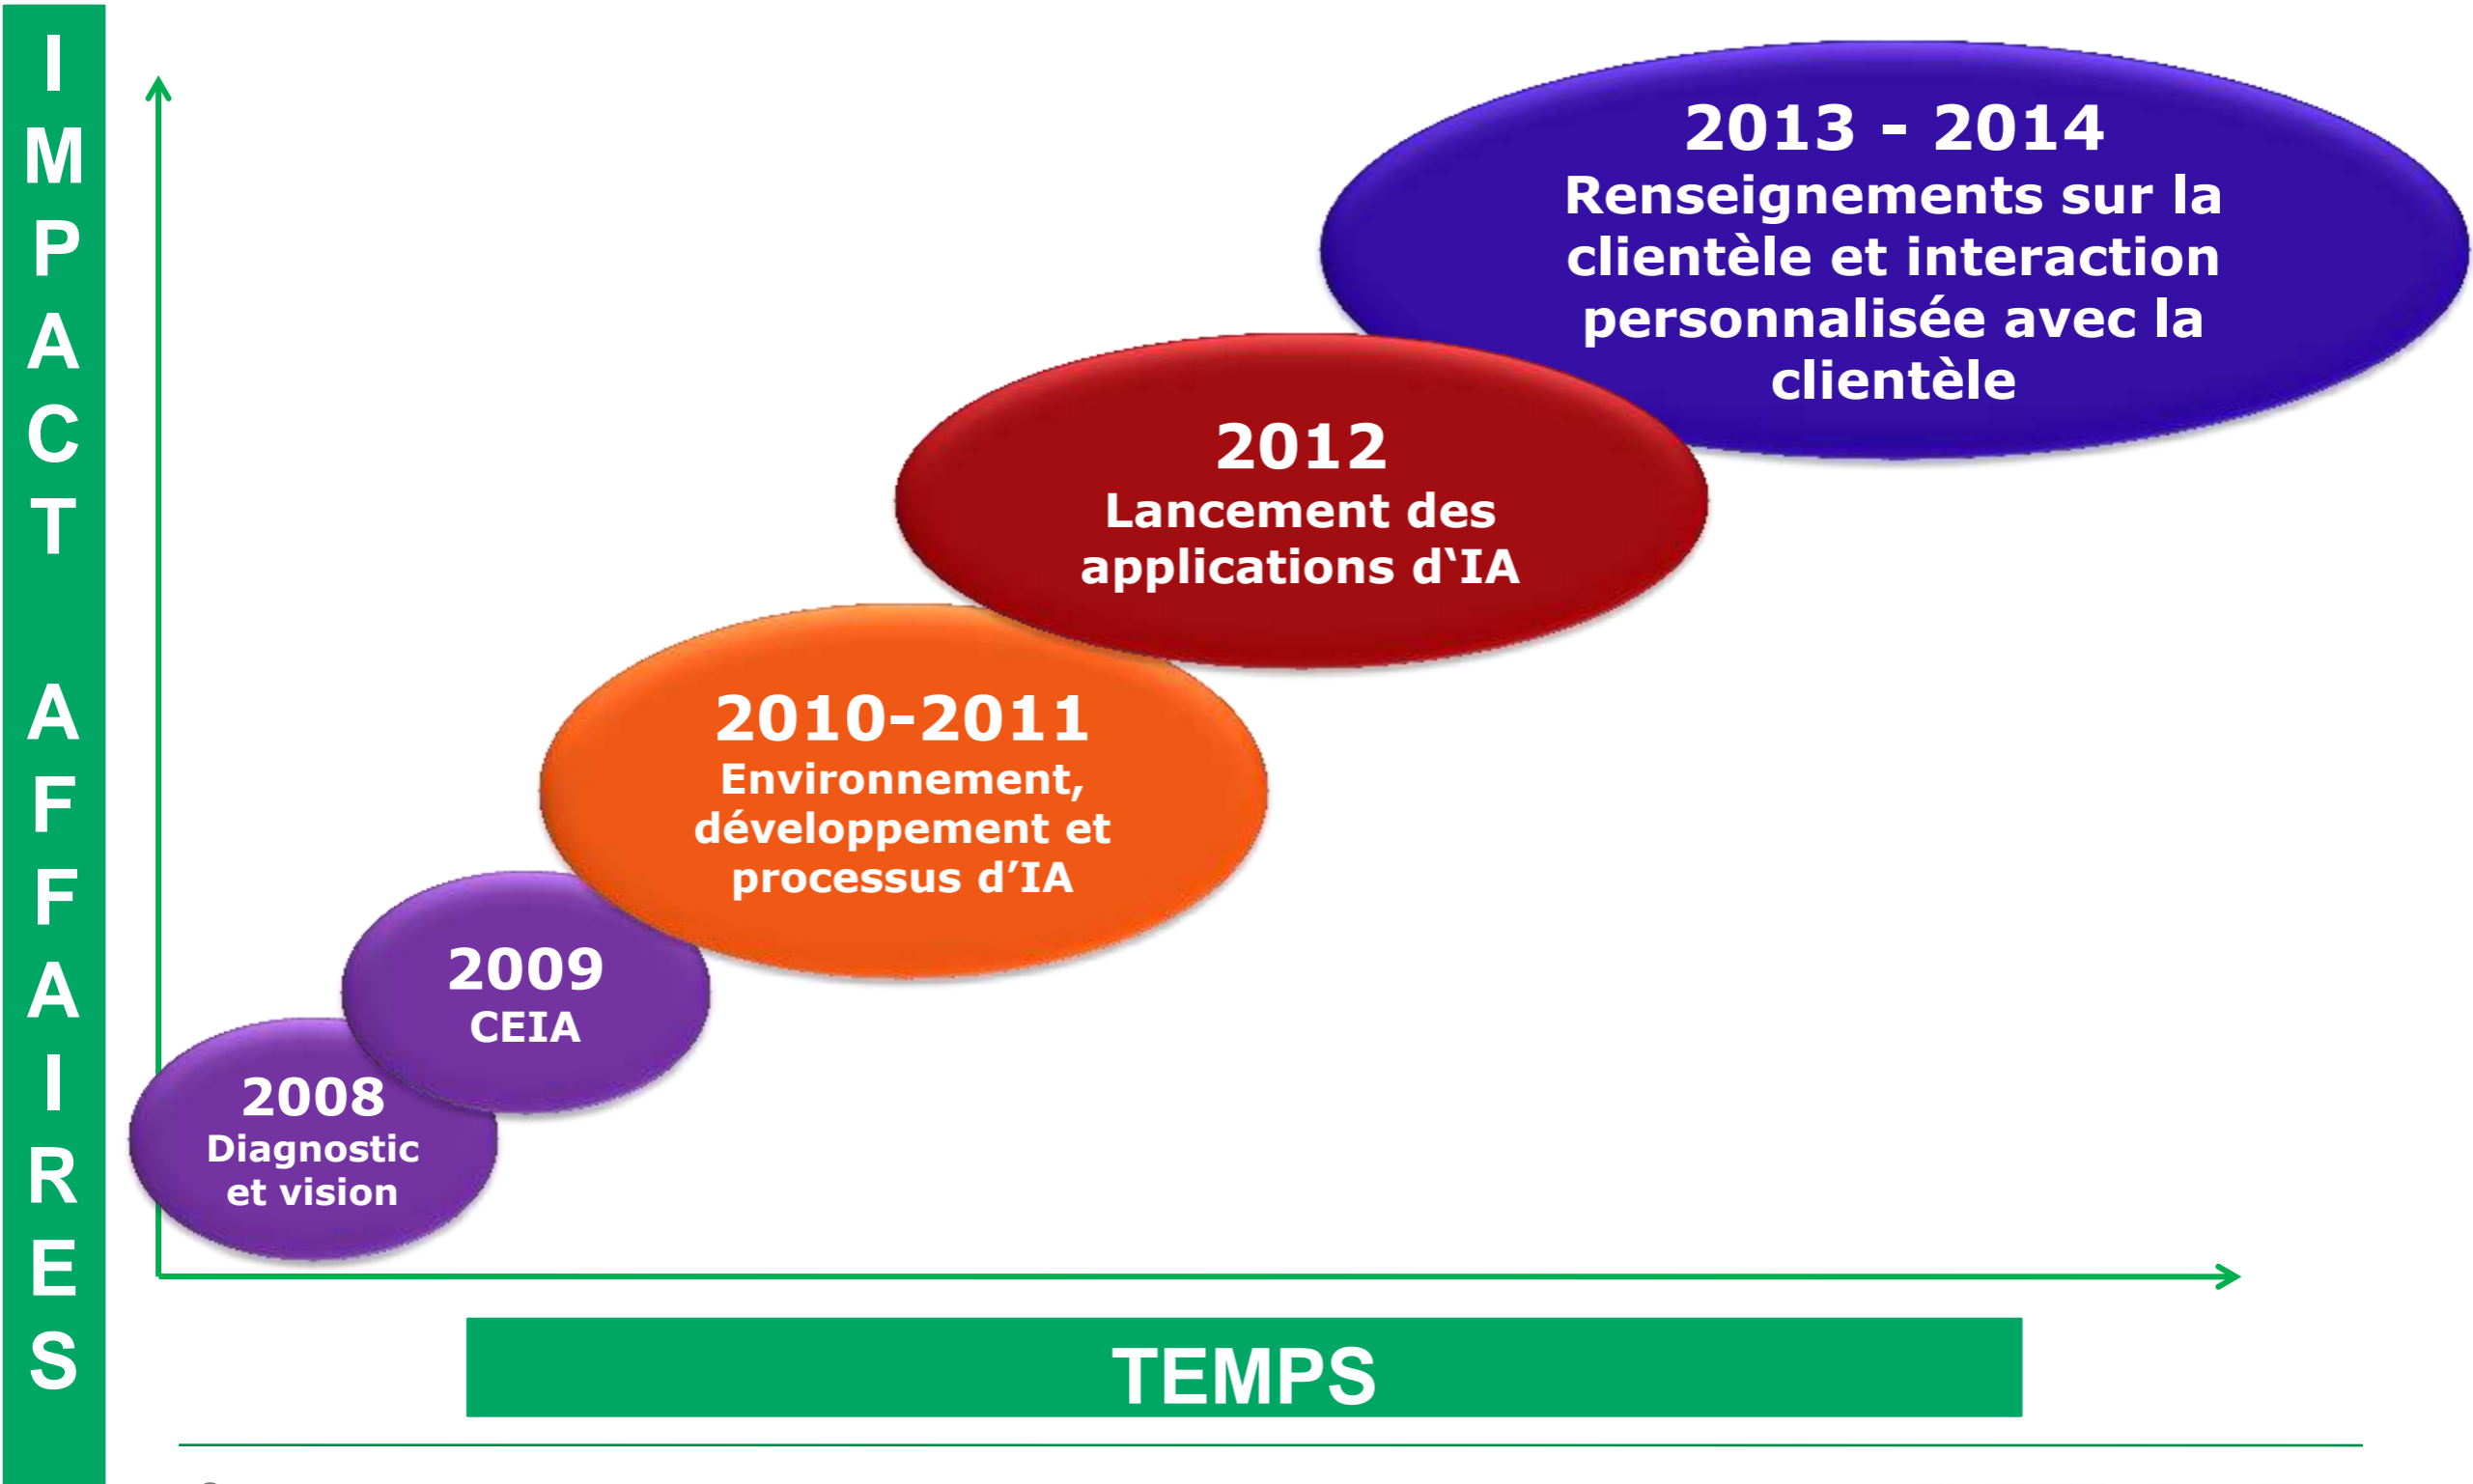 IMPACT AFFAIRES
2013 - 2014
Renseignements sur la
clientèle et interaction
personnalisée avec la
clientèle
2012
Lancement des
applications d‘IA
2010-2011
Environnement,
développement et
processus d’IA
2009
CEIA
2008
Diagnostic
et vision
TEMPS